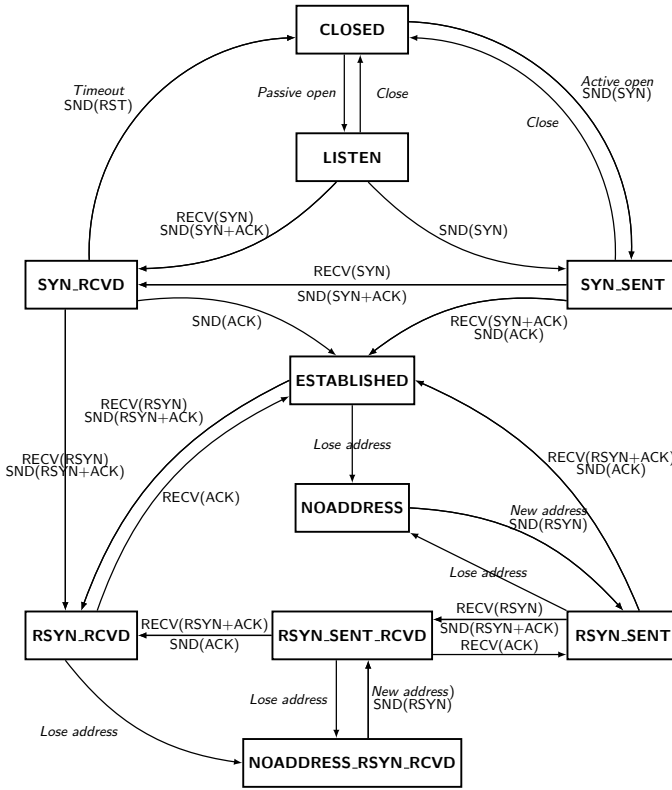 CLOSED
Timeout
SND(RST)
Passive open
Close
Active open
SND(SYN)
Close
LISTEN
RECV(SYN)
SND(SYN+ACK)
SND(SYN)
SYN_RCVD
RECV(SYN)
SND(SYN+ACK)
SYN_SENT
SND(ACK)
RECV(SYN+ACK)
SND(ACK)
ESTABLISHED
RECV(RSYN)
SND(RSYN+ACK)
Lose address
RECV(RSYN)
SND(RSYN+ACK)
RECV(ACK)
RECV(RSYN+ACK)
SND(ACK)
NOADDRESS
New address
SND(RSYN)
Lose address
RSYN_RCVD
RECV(RSYN+ACK)
SND(ACK)
RSYN_SENT_RCVD
RECV(RSYN)
SND(RSYN+ACK)
RECV(ACK)
RSYN_SENT
Lose address
Lose address
New address)
SND(RSYN)
NOADDRESS_RSYN_RCVD